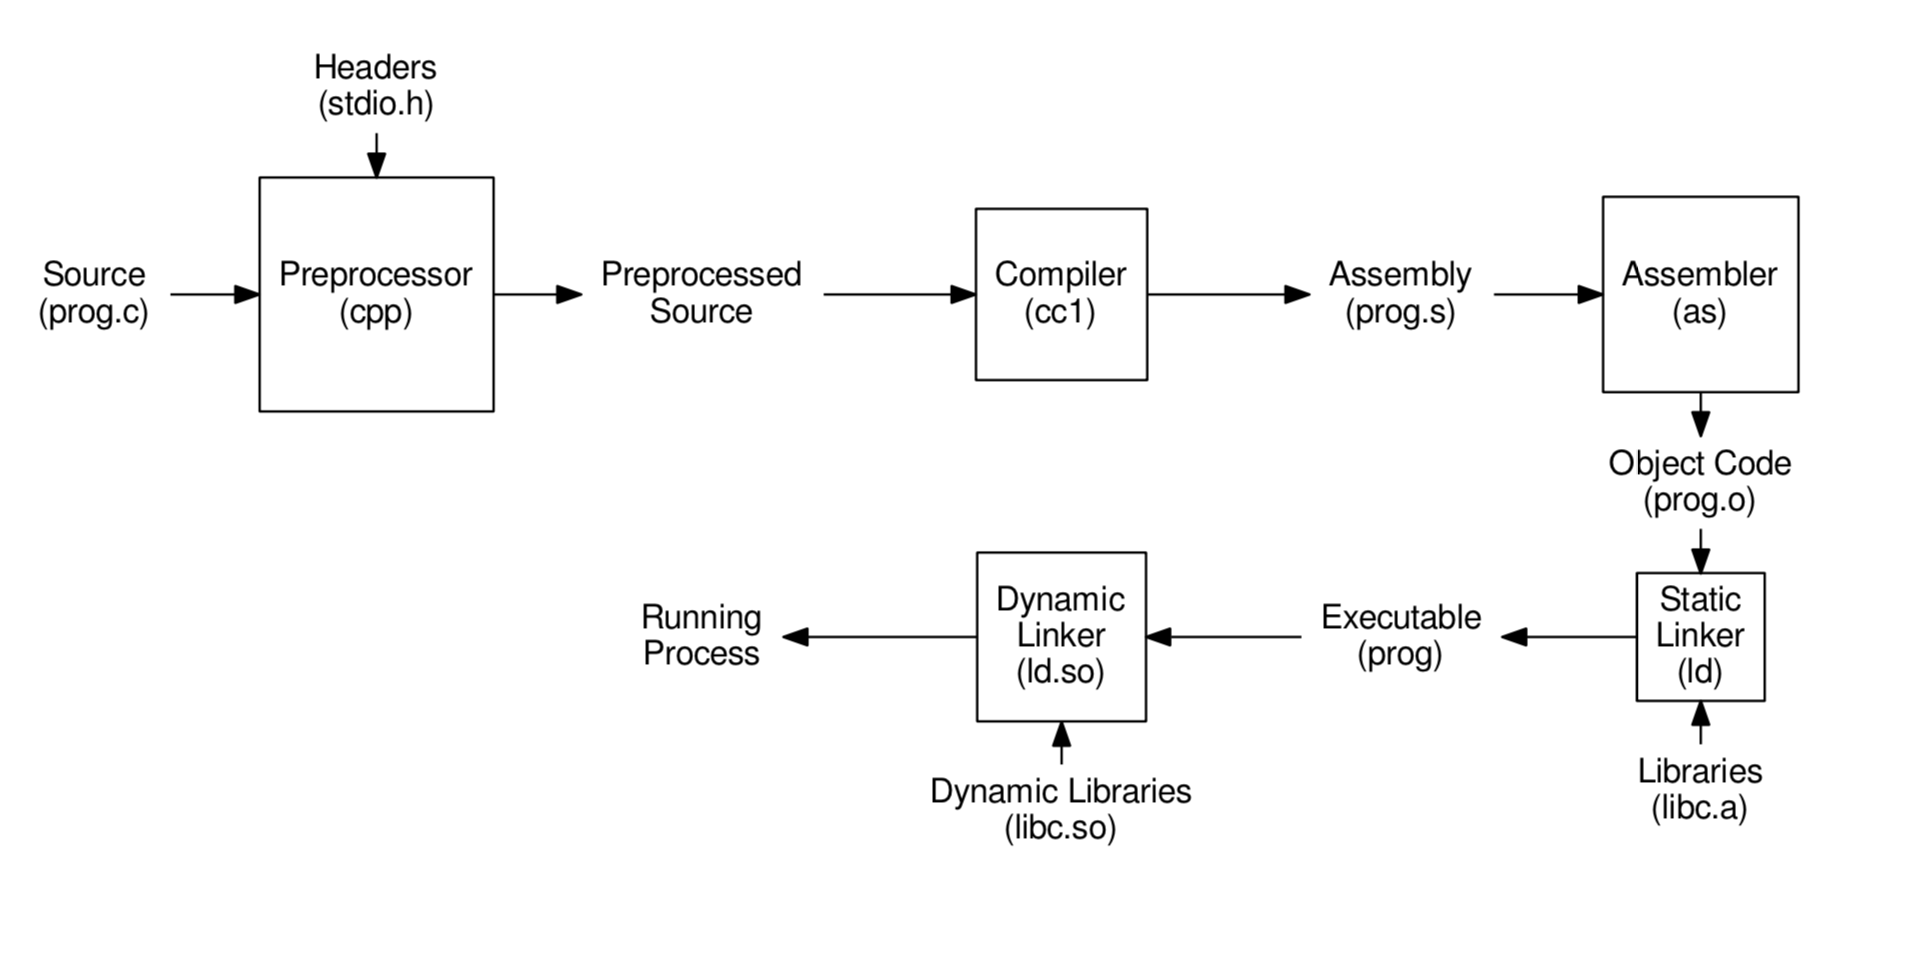 Headers
(stdio.h)
Source
(prog.c)
Preprocessor
(cpp)
Preprocessed
Source
Compiler
(cc1)
Assembly
(prog.s)
Assembler
(as)
Object Code
(prog.o)
Static
Linker
(ld)
Libraries
(libc.a)
Executable
(prog)
Dynamic
Linker
(ld.so)
Dynamic Libraries
(libc.so)
Running
Process